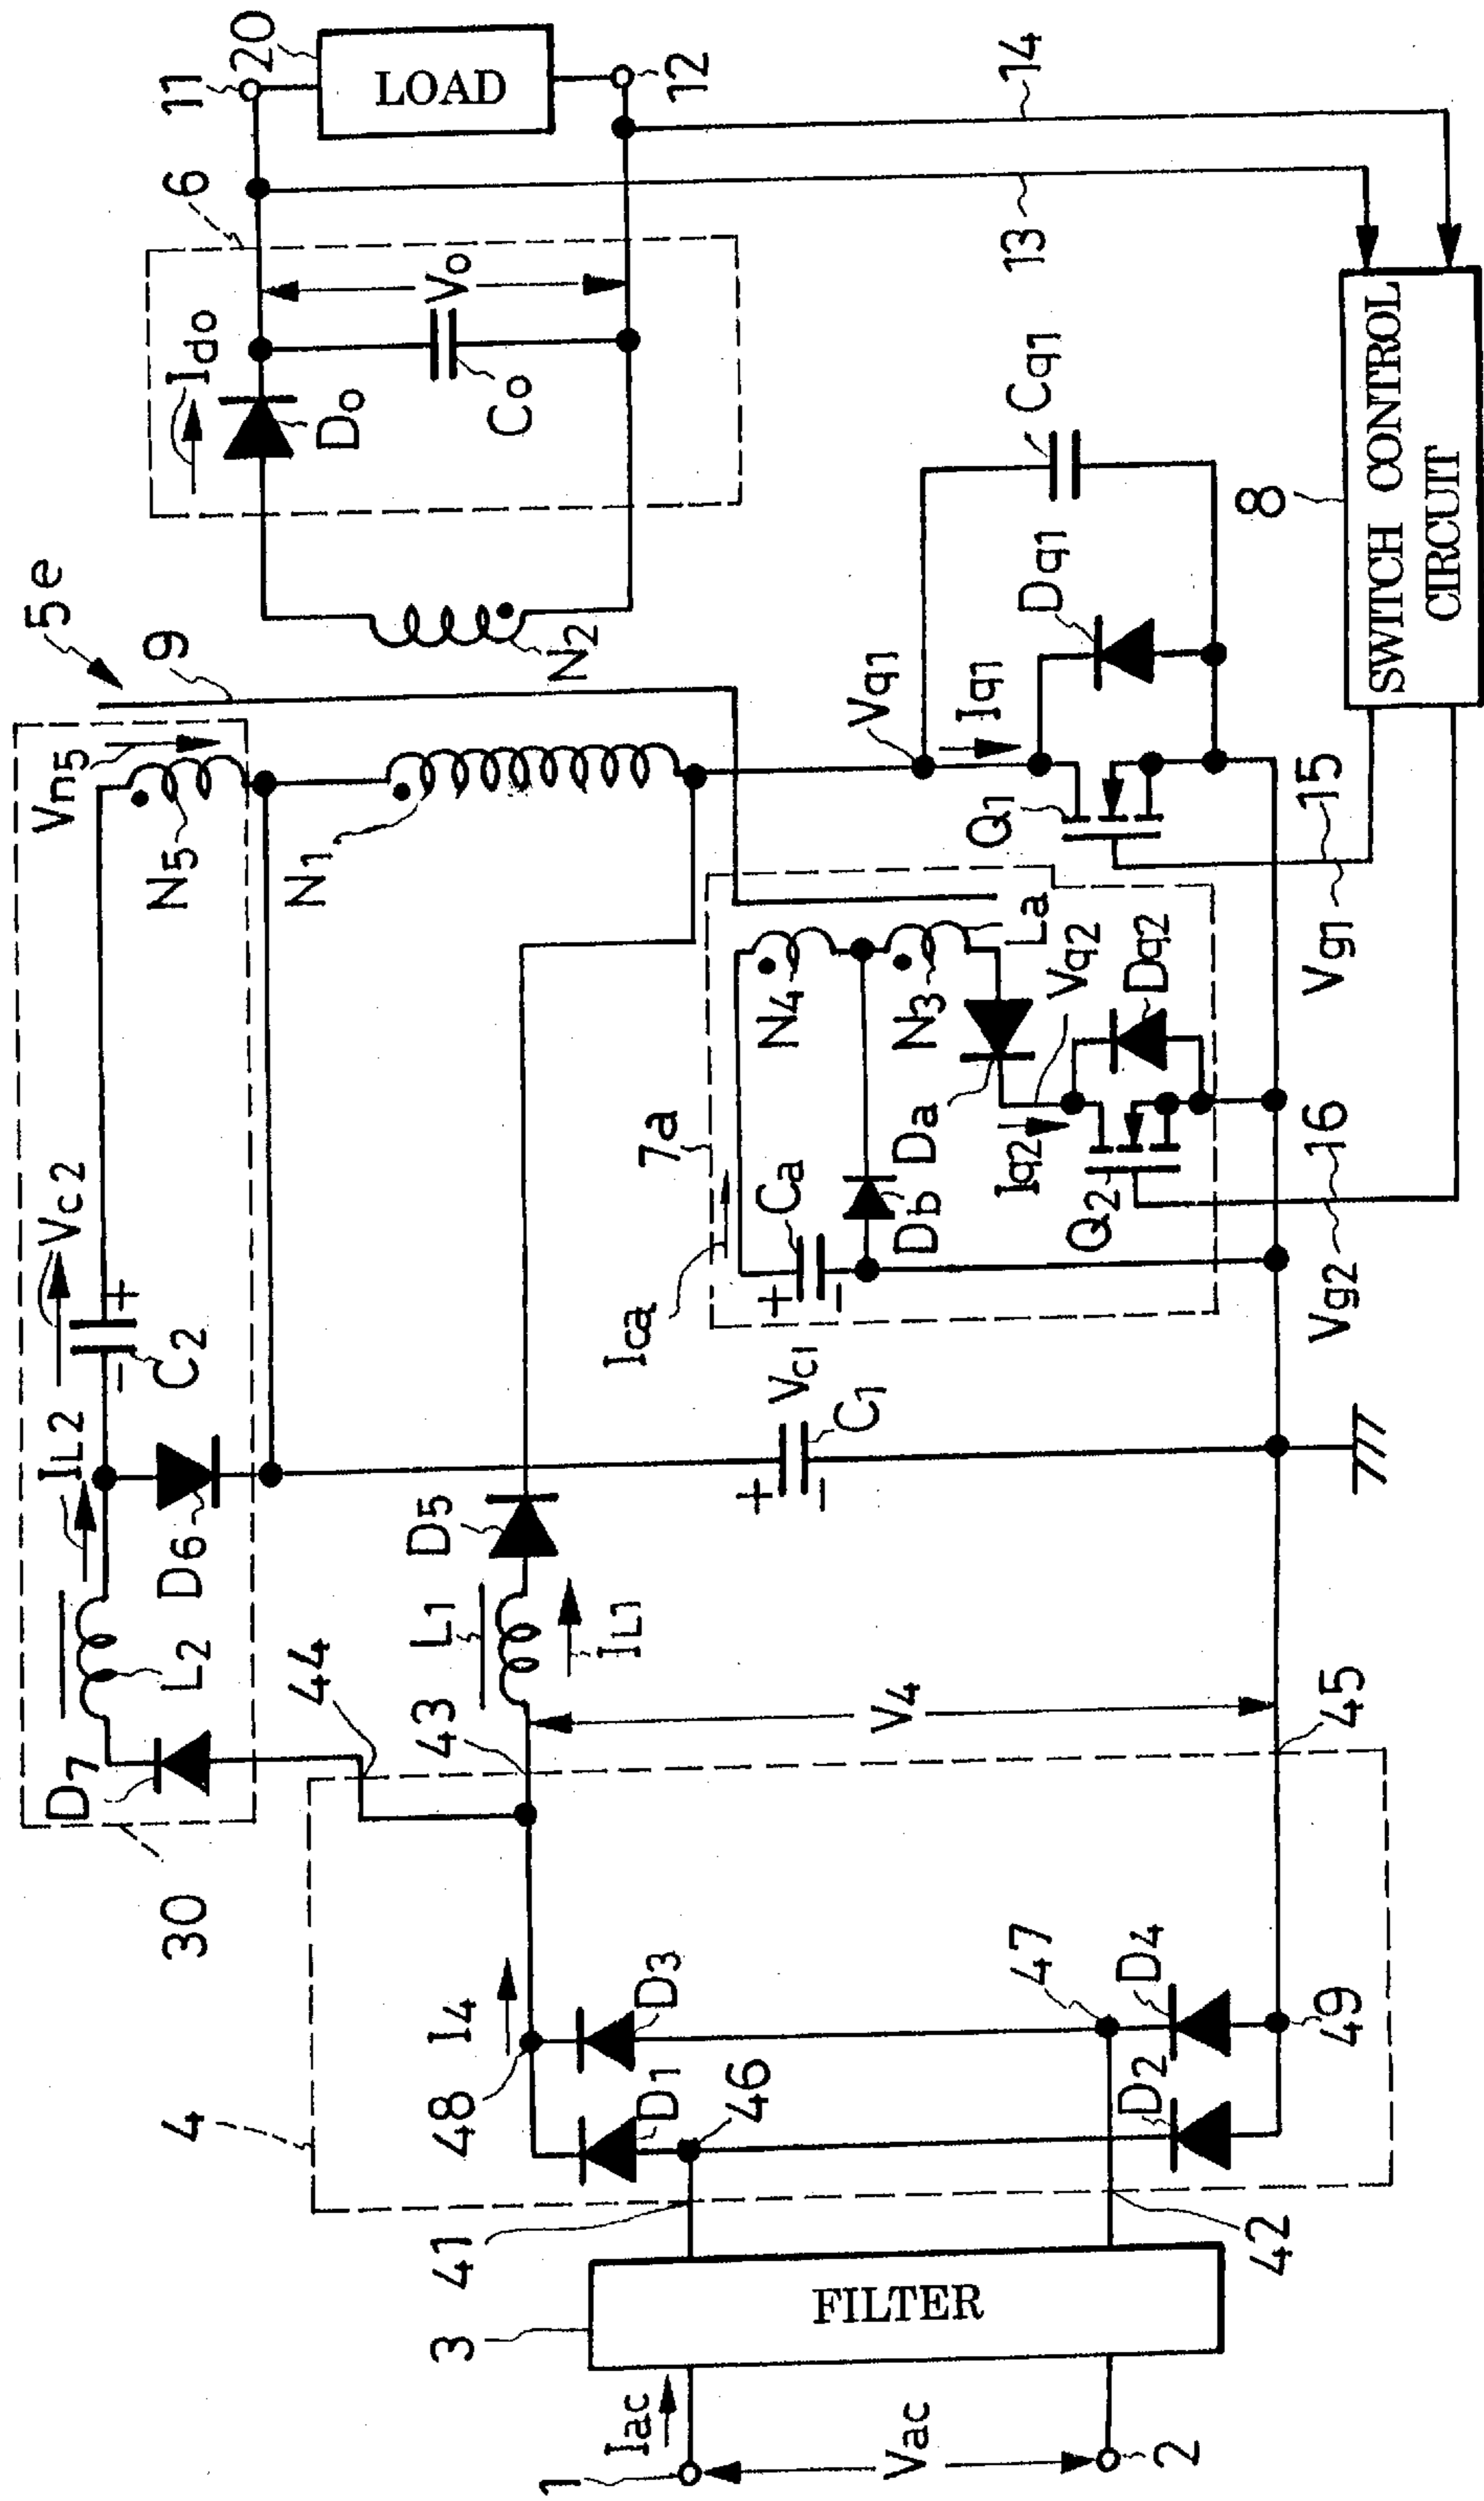 5e
30
D7
L2
IL2
Vc2
C2
D6
Vn5
N5
9
N1
N2
6
Ido
Do
Co
Vo
11
20
LOAD
12
44
43
L1
IL1
D5
V4
45
Vc1
C1
7a
Ica
Ca
Db
Da
N4
N3
La
Iq2
Vq2
Dq2
Q2
Vq1
Iq1
Q1
Dq1
Cq1
13
14
8
SWITCH CONTROL
CIRCUIT
15
Vg1
16
Vg2
4
48
I4
D3
D1
46
47
D4
D2
49
41
42
3
FILTER
Iac
1
Vac
2
+
-
+
-
+
-